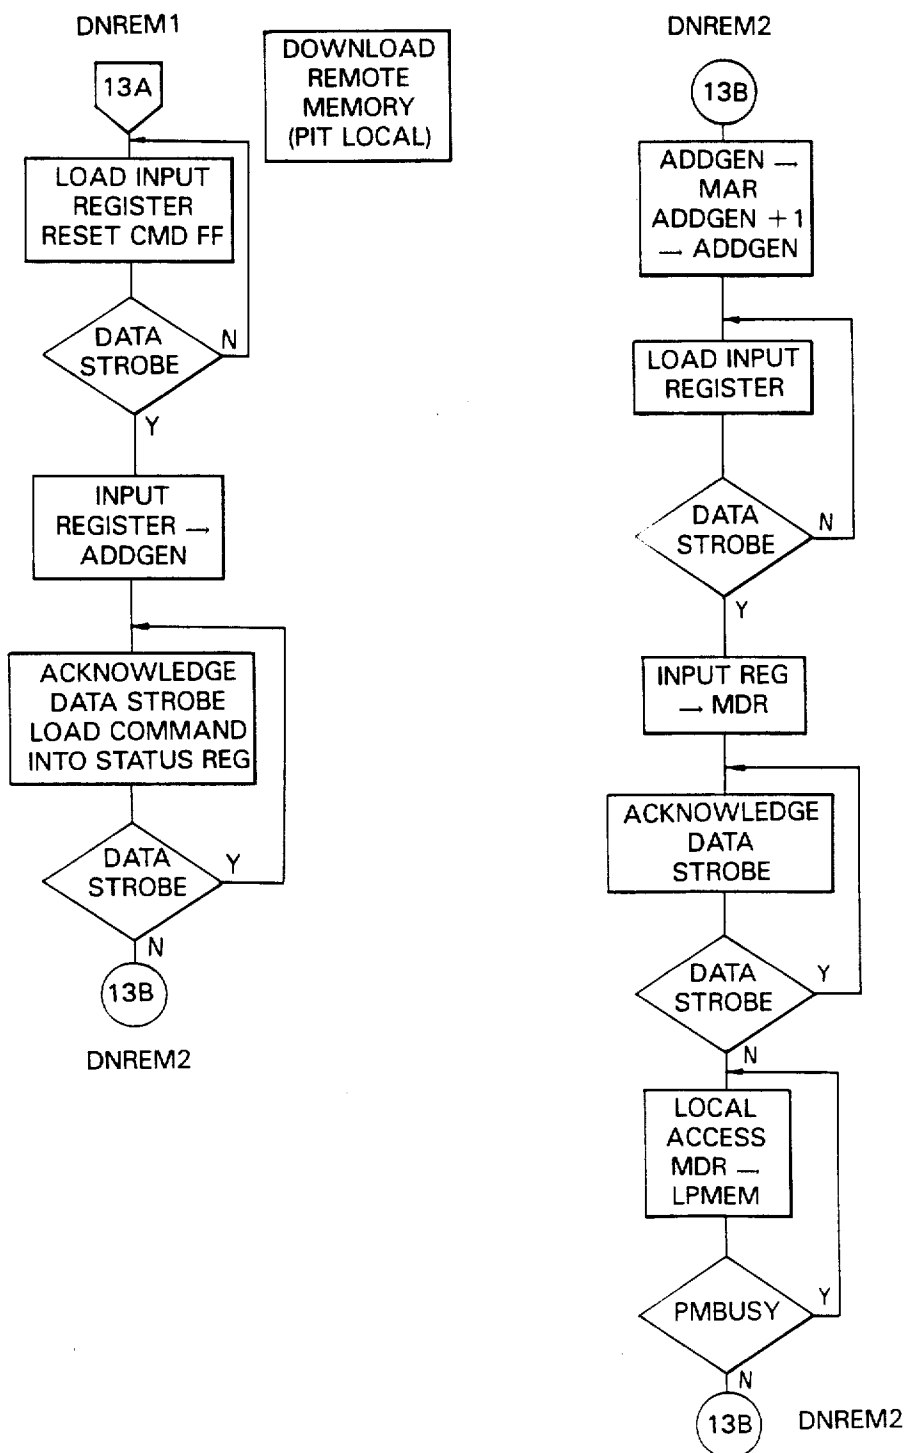 DNREM1
DOWNLOAD
REMOTE
MEMORY
(PIT LOCAL)
13A
LOAD INPUT
REGISTER
RESET CMD FF
DATA
STROBE
N
Y
INPUT
REGISTER →
ADDGEN
ACKNOWLEDGE
DATA STROBE
LOAD COMMAND
INTO STATUS REG
DATA
STROBE
Y
N
13B
DNREM2
DNREM2
13B
ADDGEN →
MAR
ADDGEN +1
→ ADDGEN
LOAD INPUT
REGISTER
DATA
STROBE
N
Y
INPUT REG
→ MDR
ACKNOWLEDGE
DATA
STROBE
DATA
STROBE
Y
N
LOCAL
ACCESS
MDR →
LPMEM
PMBUSY
Y
N
13B
DNREM2